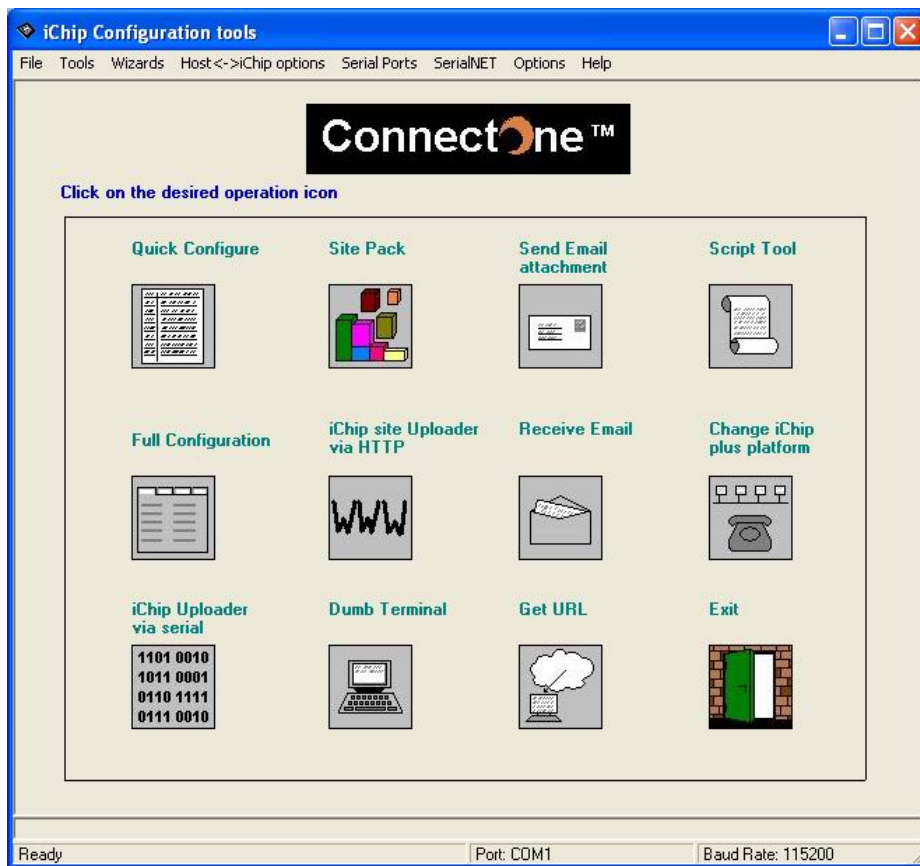 iChip Configuration tools
File Tools Wizards Host<->iChip options Serial Ports SerialNET Options Help
ConnectOne™
Click on the desired operation icon
Quick Configure
Site Pack
Send Email
attachment
Script Tool
Full Configuration
iChip site Uploader
via HTTP
Receive Email
Change iChip
plus platform
iChip Uploader
via serial
1101 0010
1011 0001
0110 1111
0111 0010
Dumb Terminal
Get URL
Exit
WWW
Ready
Port: COM1
Baud Rate: 115200